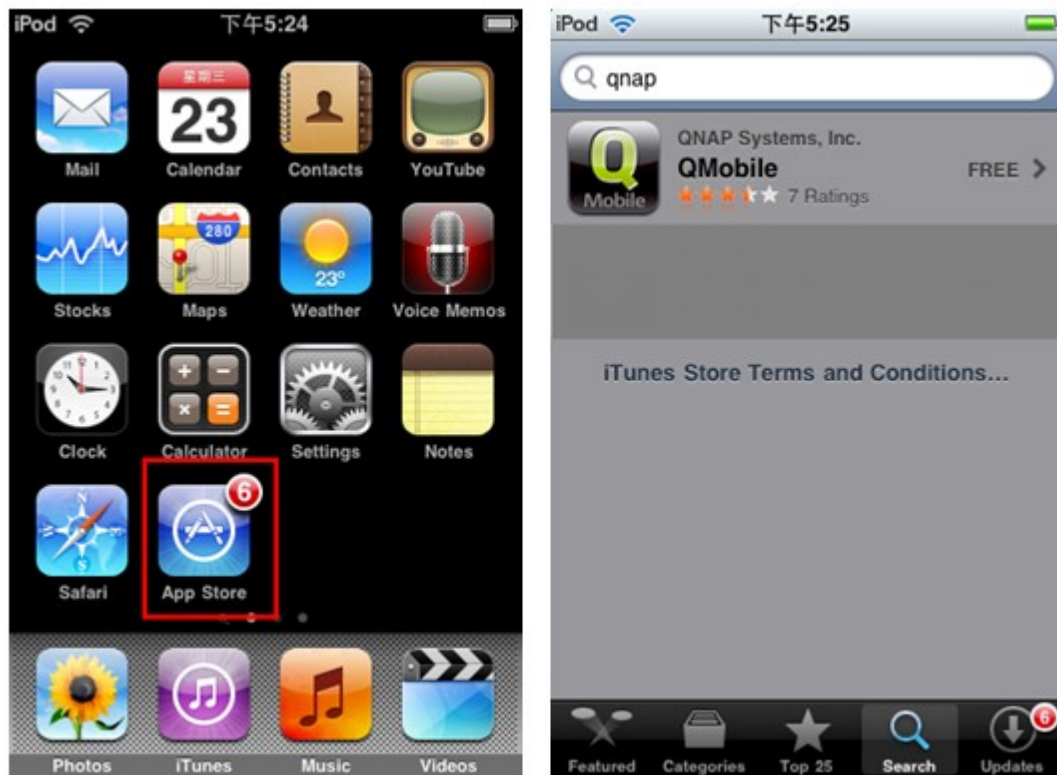 iPod 下午5:24
星期三
23
Mail Calendar Contacts YouTube
280
23°
Stocks Maps Weather Voice Memos
Clock Calculator Settings Notes
6
Safari App Store
Photos iTunes Music Videos
iPod 下午5:25
qnap
QNAP Systems, Inc.
Q QMobile FREE
Mobile 7 Ratings
iTunes Store Terms and Conditions...
6
Featured Categories Top 25 Search Updates